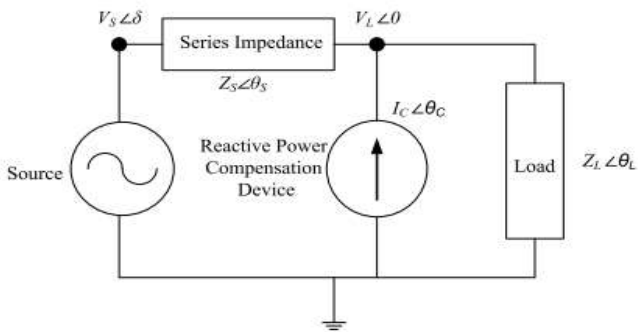 V_S∠δ
V_L∠0
Series Impedance
Z_S∠θ_S
I_C∠θ_C
Reactive Power
Compensation
Device
Source
Load
Z_L∠θ_L